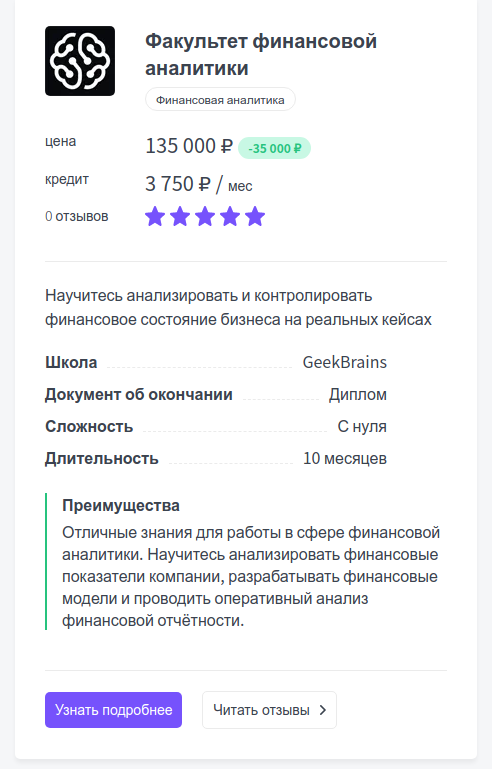 Факультет финансовой
аналитики
Финансовая аналитика
цена 135 000 ₽ -35 000 ₽
кредит 3 750 ₽ / мес
0 отзывов
Научитесь анализировать и контролировать
финансовое состояние бизнеса на реальных кейсах
Школа GeekBrains
Документ об окончании Диплом
Сложность С нуля
Длительность 10 месяцев
Преимущества
Отличные знания для работы в сфере финансовой
аналитики. Научитесь анализировать финансовые
показатели компании, разрабатывать финансовые
модели и проводить оперативный анализ
финансовой отчётности.
Узнать подробнее Читать отзывы